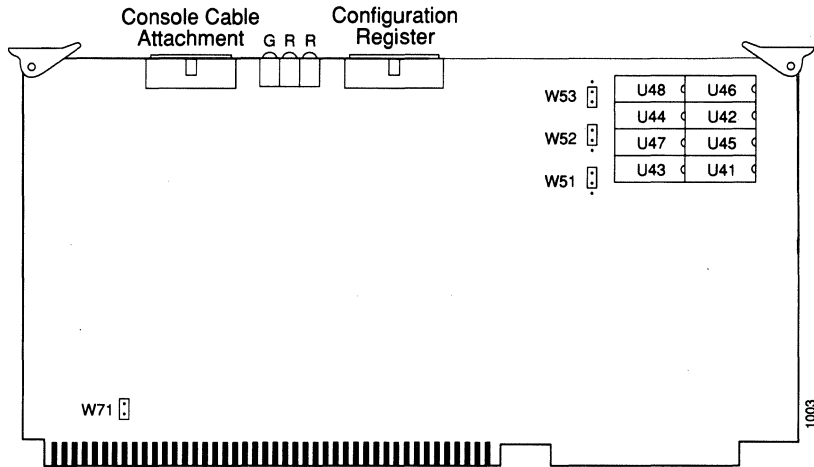 Console Cable
Attachment
G R R
Configuration
Register
W53
W52
W51
U48 U46
U44 U42
U47 U45
U43 U41
W71
1003